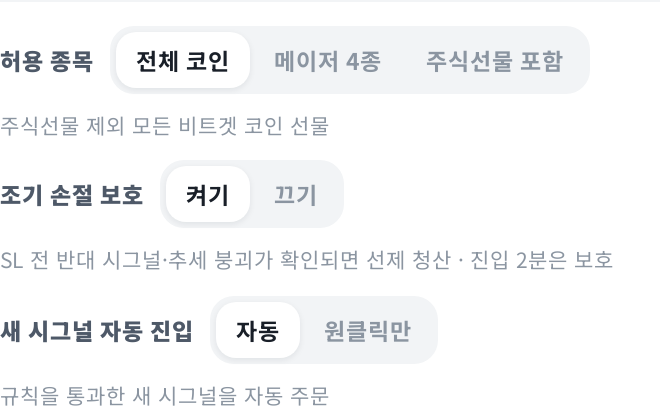 허용 종목 전체 코인 메이저 4종 주식선물 포함
주식선물 제외 모든 비트겟 코인 선물
조기 손절 보호 켜기 끄기
SL 전 반대 시그널·추세 붕괴가 확인되면 선제 청산 · 진입 2분은 보호
새 시그널 자동 진입 자동 원클릭만
규칙을 통과한 새 시그널을 자동 주문